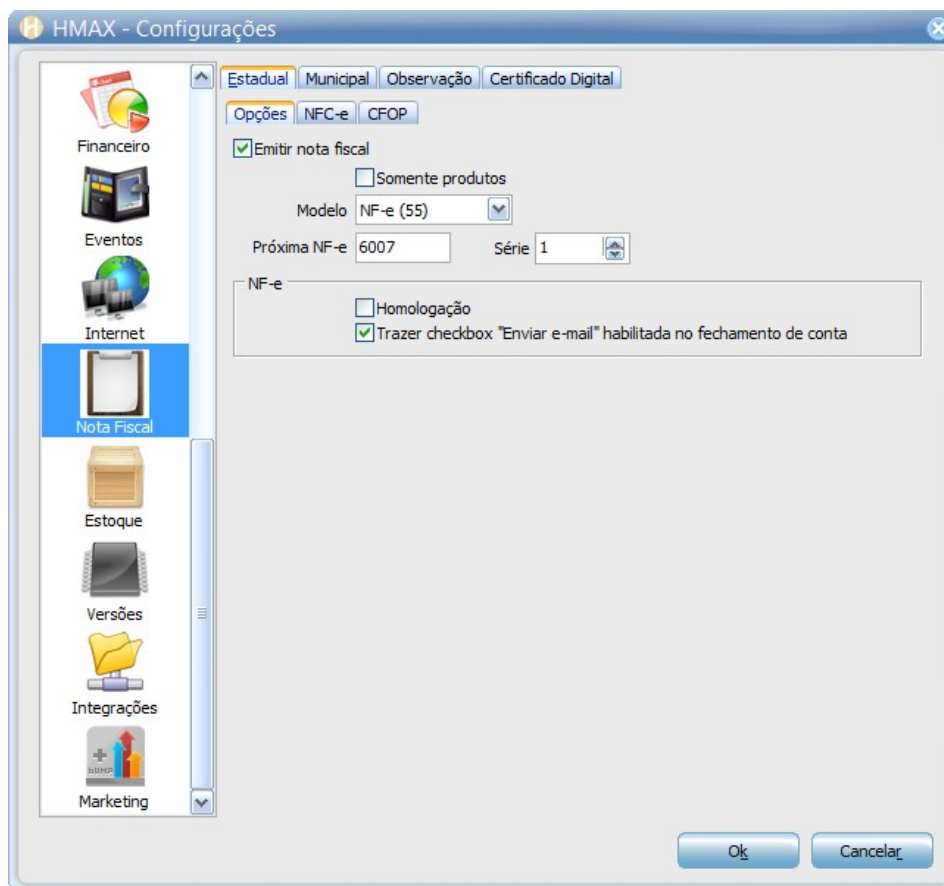 HMAX - Configurações
Financeiro
Eventos
Internet
Nota Fiscal
Estoque
Versões
Integrações
Marketing
Estadual Municipal Observação Certificado Digital
Opções NFC-e CFOP
Emitir nota fiscal
Somente produtos
Modelo NF-e (55)
Próxima NF-e 6007 Série 1
NF-e
Homologação
Trazer checkbox "Enviar e-mail" habilitada no fechamento de conta
Ok Cancelar